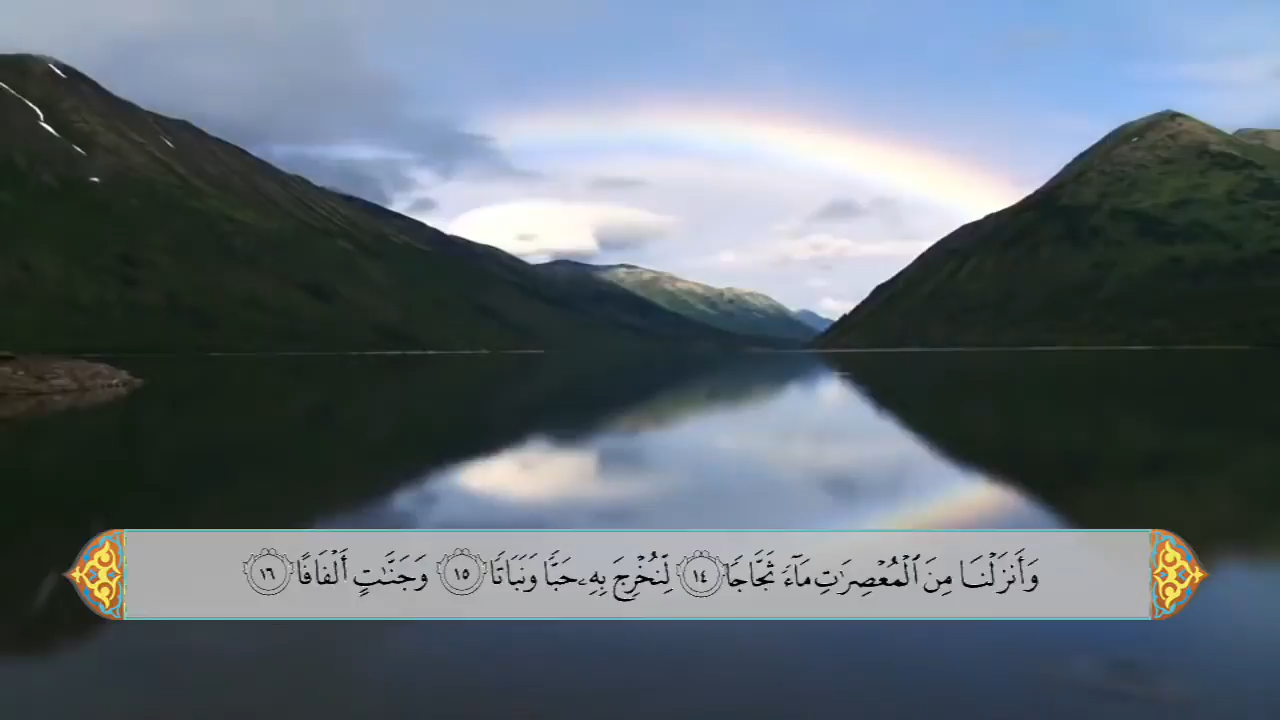 وَأَنزَلْنَا مِنَ ٱلْمُعْصِرَٰتِ مَآءً ثَجَّاجًا ١٤ لِّنُخْرِجَ بِهِۦ حَبًّا وَنَبَاتًا ١٥ وَجَنَّٰتٍ أَلْفَافًا ١٦